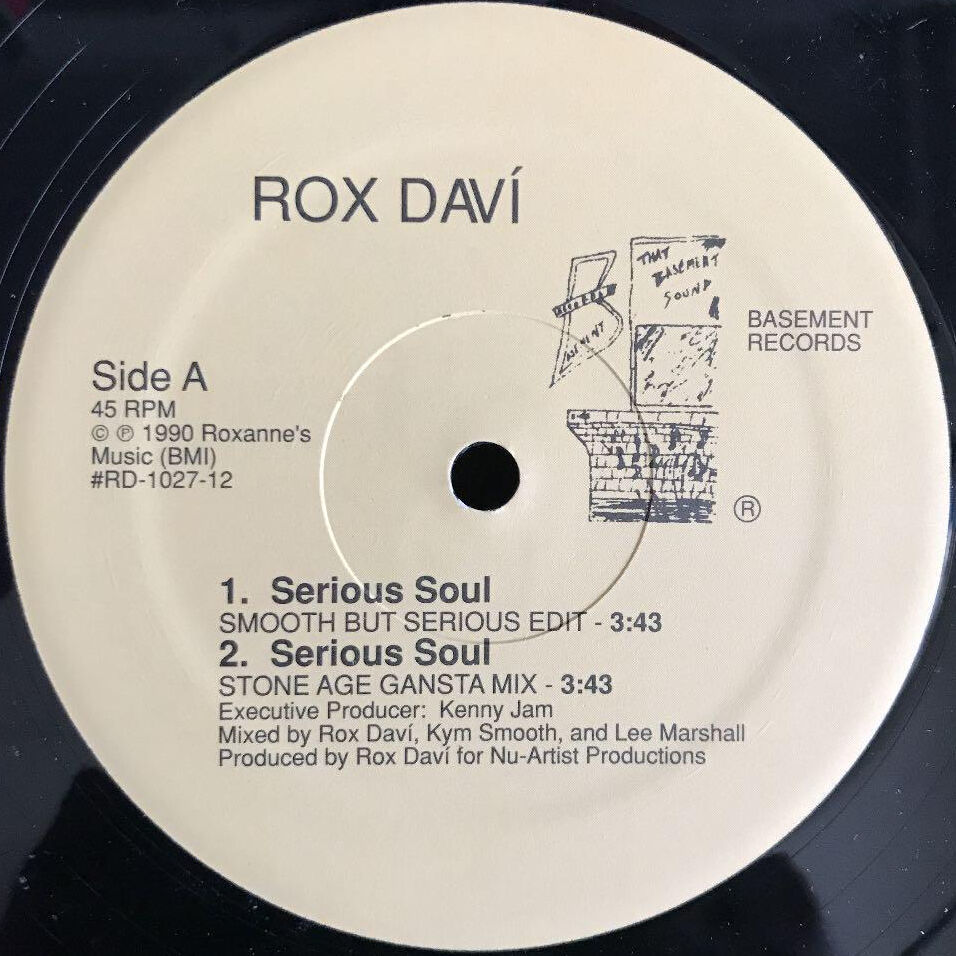 ROX DAVÍ
THAT
BASEMENT
SOUND
BASEMENT
RECORDS
Side A
45 RPM
© ℗ 1990 Roxanne's
Music (BMI)
#RD-1027-12
®
1. Serious Soul
SMOOTH BUT SERIOUS EDIT - 3:43
2. Serious Soul
STONE AGE GANSTA MIX - 3:43
Executive Producer: Kenny Jam
Mixed by Rox Daví, Kym Smooth, and Lee Marshall
Produced by Rox Daví for Nu-Artist Productions